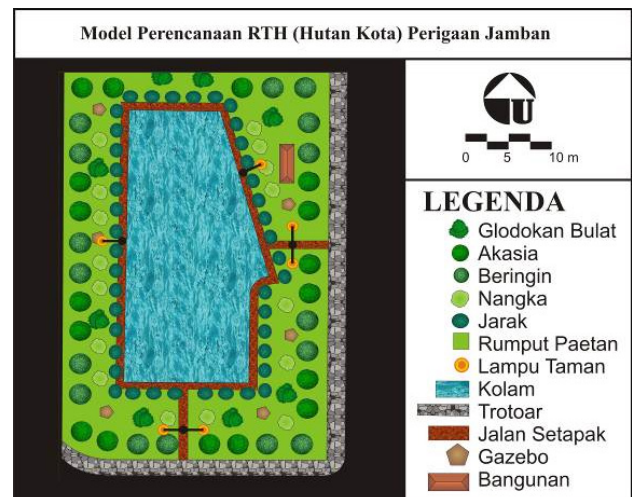 Model Perencanaan RTH (Hutan Kota) Perigaan Jamban
U
0 5 10 m
LEGENDA
Glodokan Bulat
Akasia
Beringin
Nangka
Jarak
Rumput Paetan
Lampu Taman
Kolam
Trotoar
Jalan Setapak
Gazebo
Bangunan